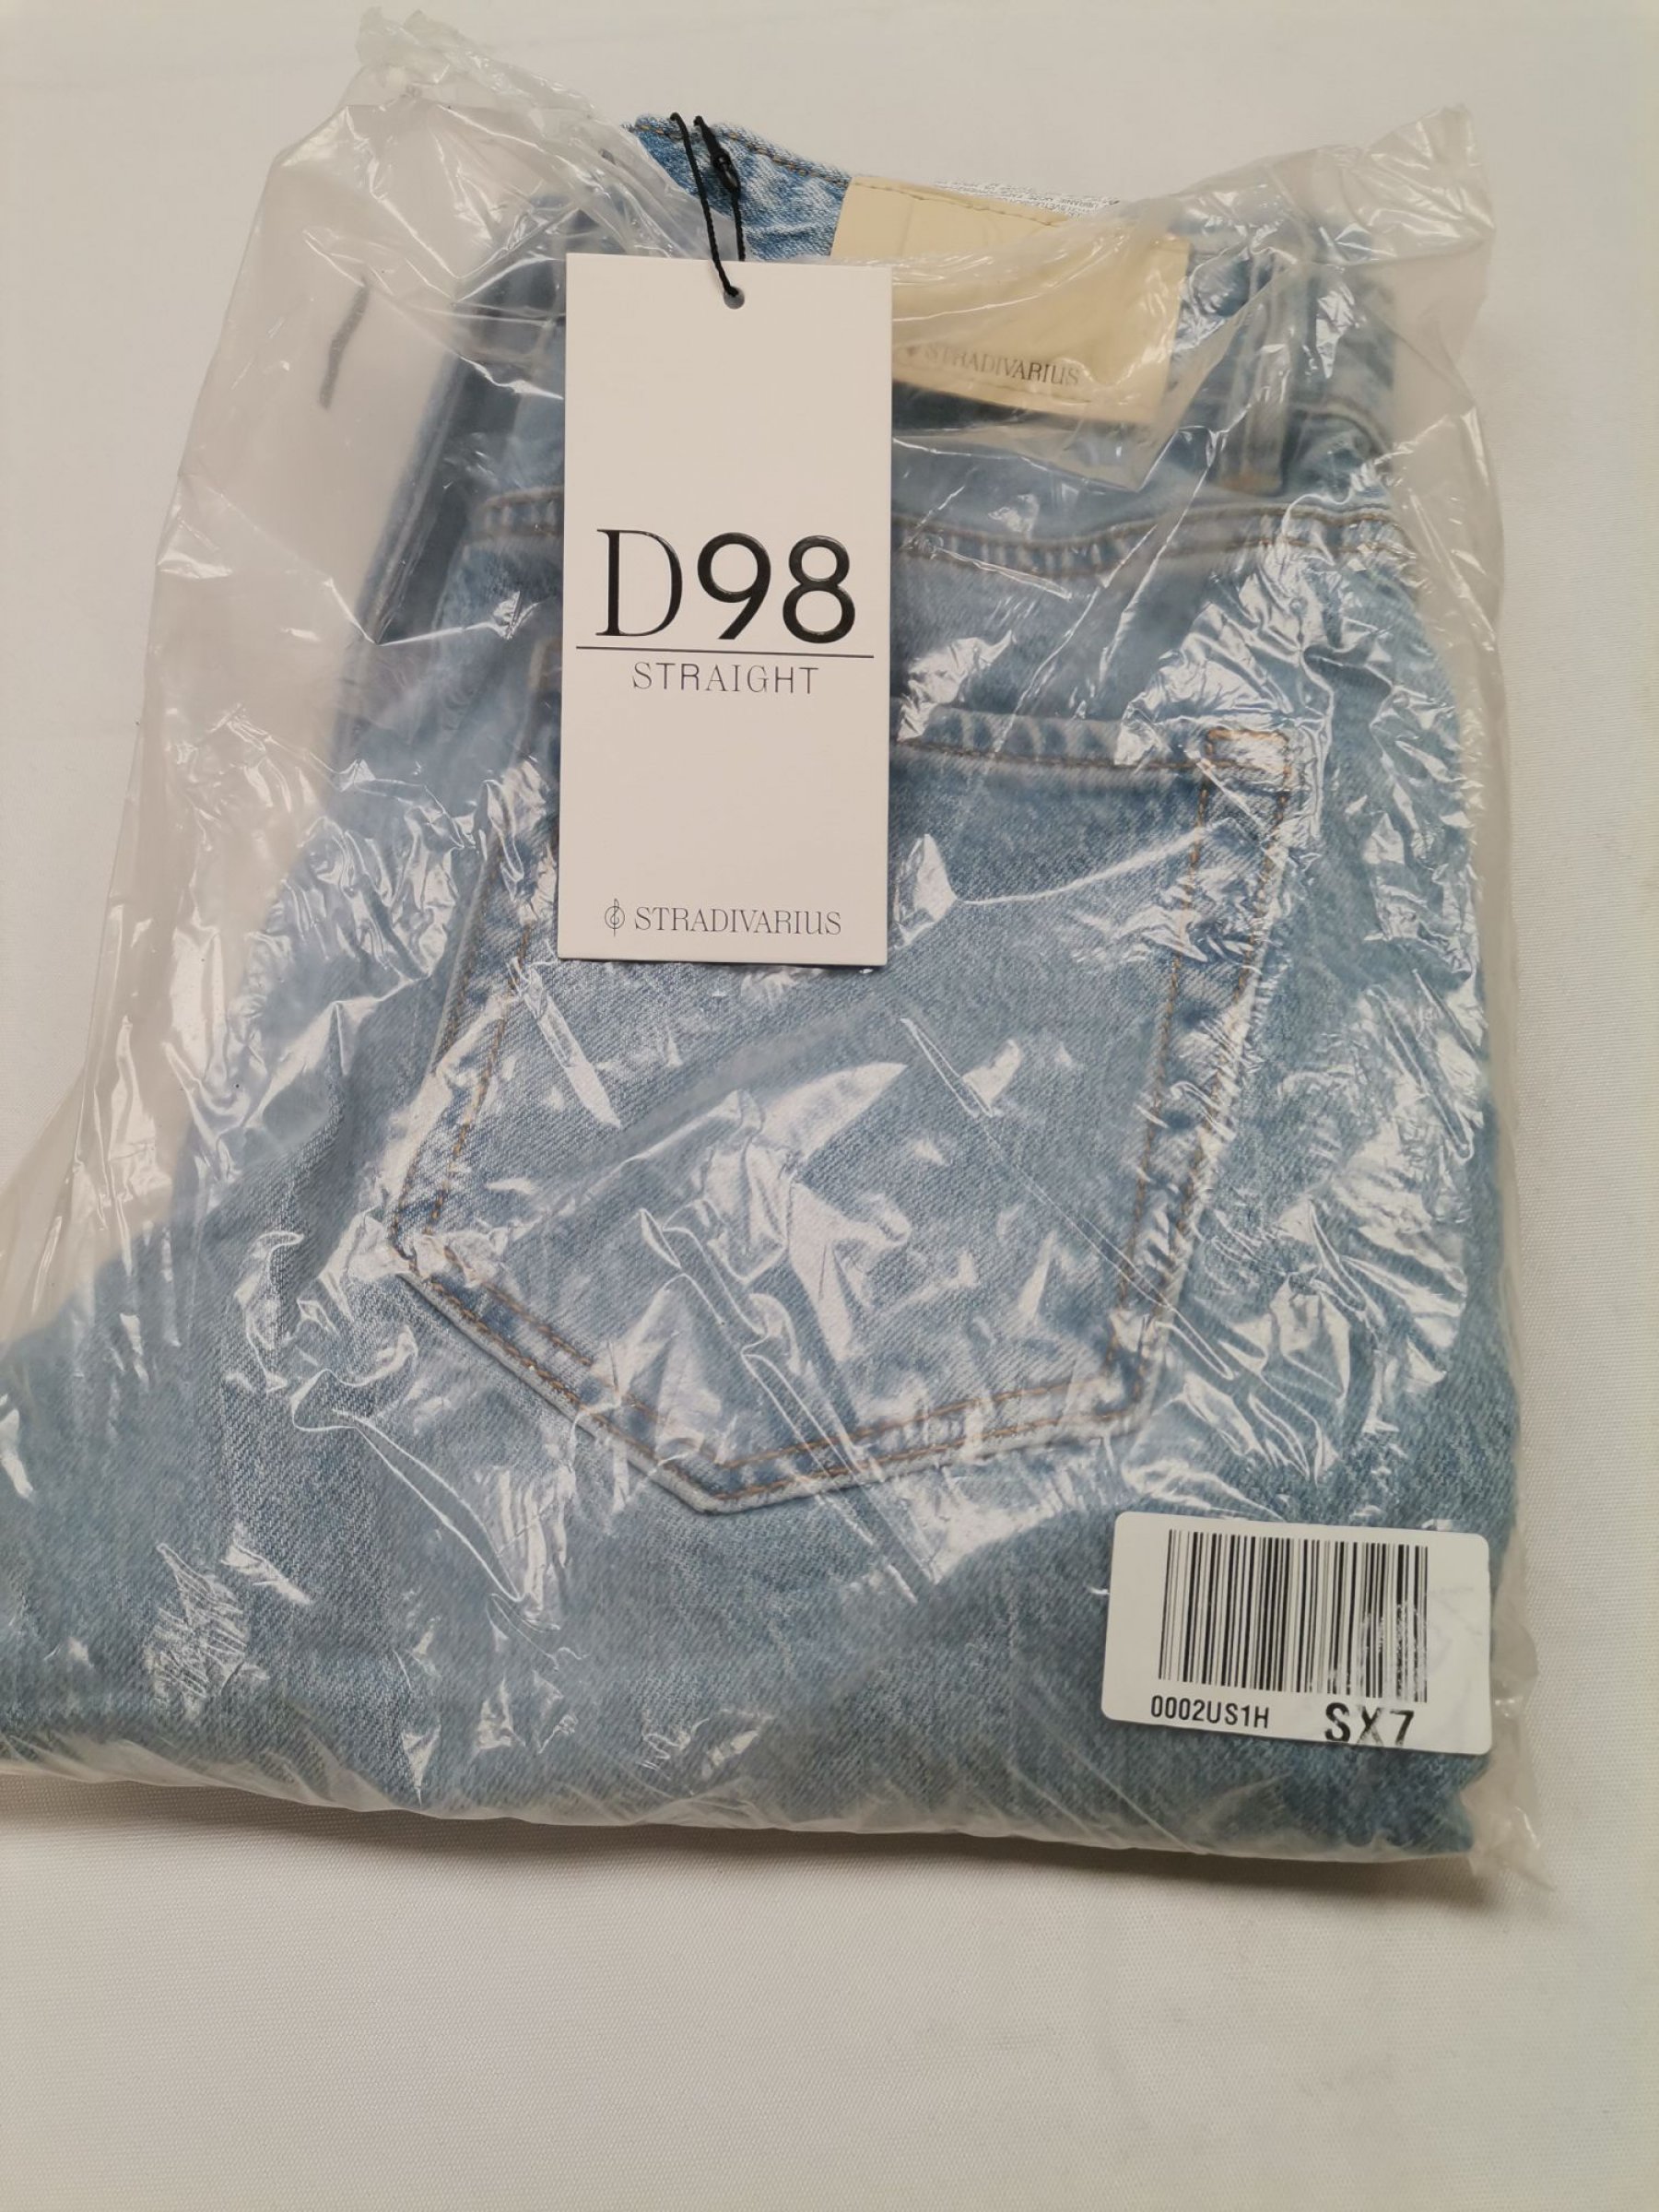 STRADIVARIUS
D98
STRAIGHT
STRADIVARIUS
0002US1H SX7